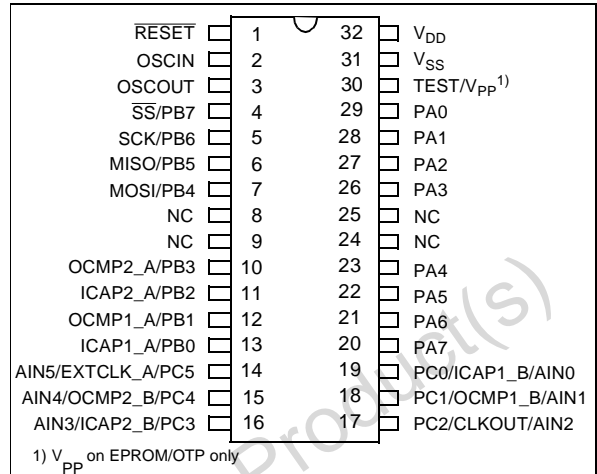 RESET 1 32 VDD
OSCIN 2 31 VSS
OSCOUT 3 30 TEST/VPP1)
SS/PB7 4 29 PA0
SCK/PB6 5 28 PA1
MISO/PB5 6 27 PA2
MOSI/PB4 7 26 PA3
NC 8 25 NC
NC 9 24 NC
OCMP2_A/PB3 10 23 PA4
ICAP2_A/PB2 11 22 PA5
OCMP1_A/PB1 12 21 PA6
ICAP1_A/PB0 13 20 PA7
AIN5/EXTCLK_A/PC5 14 19 PC0/ICAP1_B/AIN0
AIN4/OCMP2_B/PC4 15 18 PC1/OCMP1_B/AIN1
AIN3/ICAP2_B/PC3 16 17 PC2/CLKOUT/AIN2
1) VPP on EPROM/OTP only
Product(s)